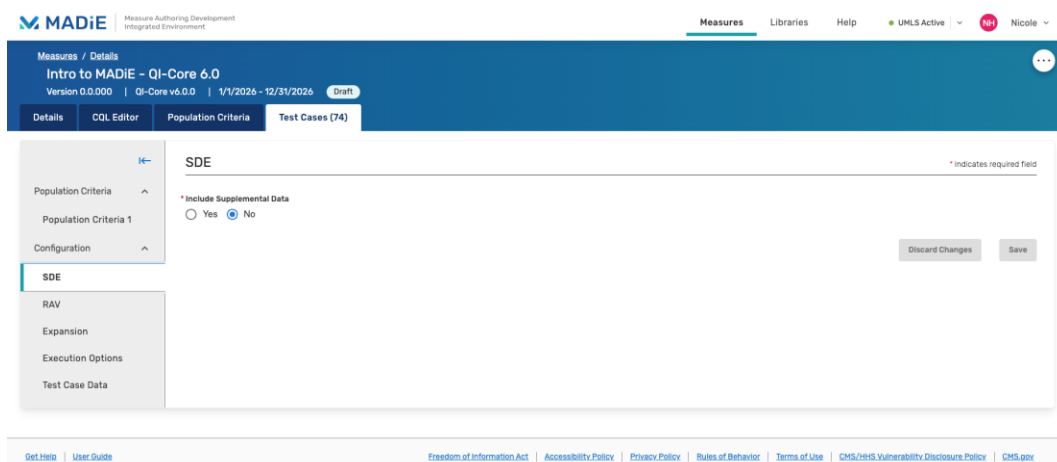 MADiE
Measure Authoring Development
Integrated Environment
Measures Libraries Help UMLS Active NH Nicole
Measures / Details
Intro to MADiE - QI-Core 6.0
Version 0.0.000 | QI-Core v6.0.0 | 1/1/2026 - 12/31/2026 Draft
Details CQL Editor Population Criteria Test Cases (74)
SDE
* Indicates required field
Population Criteria
Population Criteria 1
Configuration
SDE
RAV
Expansion
Execution Options
Test Case Data
* Include Supplemental Data
Yes No
Discard Changes Save
Get Help | User Guide
Freedom of Information Act | Accessibility Policy | Privacy Policy | Rules of Behavior | Terms of Use | CMS/HHS Vulnerability Disclosure Policy | CMS.gov